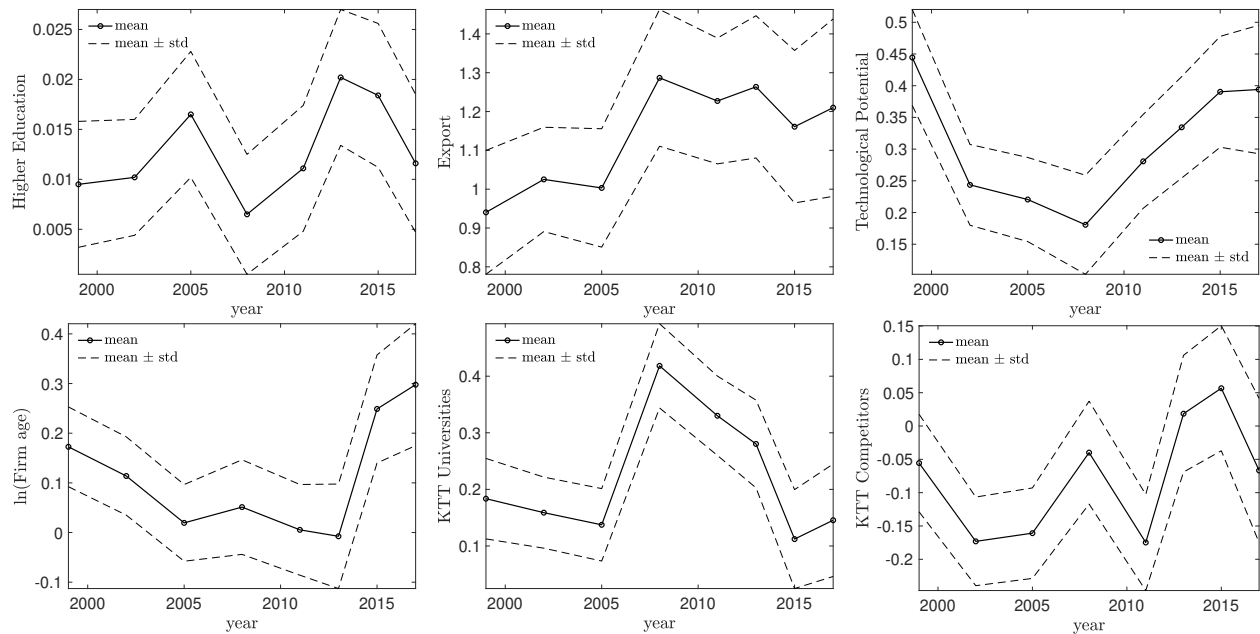 Higher Education
0.025
0.02
0.015
0.01
0.005
mean
mean ± std
2000 2005 2010 2015
year
Export
1.4
1.3
1.2
1.1
1
0.9
0.8
mean
mean ± std
2000 2005 2010 2015
year
Technological Potential
0.5
0.45
0.4
0.35
0.3
0.25
0.2
0.15
mean
mean ± std
2000 2005 2010 2015
year
ln(Firm age)
0.4
0.3
0.2
0.1
0
-0.1
mean
mean ± std
2000 2005 2010 2015
year
KTT Universities
0.4
0.3
0.2
0.1
mean
mean ± std
2000 2005 2010 2015
year
KTT Competitors
0.15
0.1
0.05
0
-0.05
-0.1
-0.15
-0.2
mean
mean ± std
2000 2005 2010 2015
year